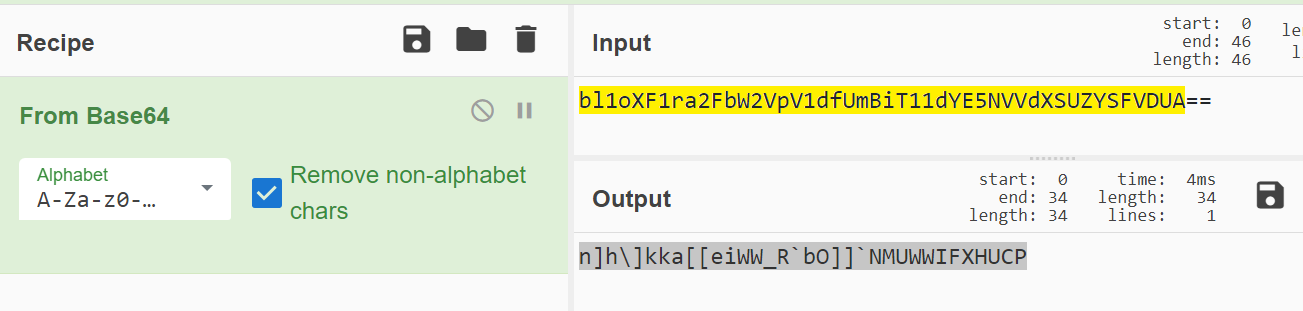 Recipe
Input
start: 0
end: 46
length: 46
le
l
From Base64
Alphabet
A-Za-z0-…
Remove non-alphabet
chars
bl1oXF1ra2FbW2VpV1dfUmBiT11dYE5NVVdXSUZYSFVDUA==
Output
start: 0 time: 4ms
end: 34 length: 34
length: 34 lines: 1
n]h\]kka[[eiWW_R`bO]]`NMUWWIFXHUCP